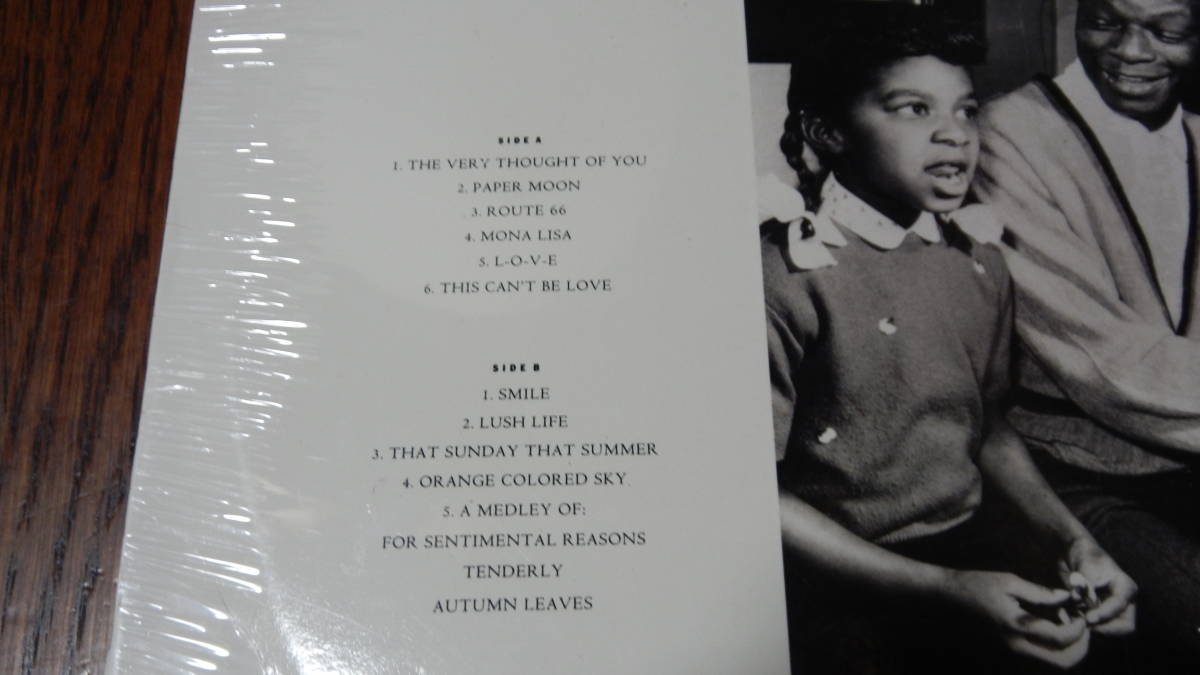 SIDE A
1. THE VERY THOUGHT OF YOU
2. PAPER MOON
3. ROUTE 66
4. MONA LISA
5. L-O-V-E
6. THIS CAN'T BE LOVE
SIDE B
1. SMILE
2. LUSH LIFE
3. THAT SUNDAY THAT SUMMER
4. ORANGE COLORED SKY
5. A MEDLEY OF:
FOR SENTIMENTAL REASONS
TENDERLY
AUTUMN LEAVES